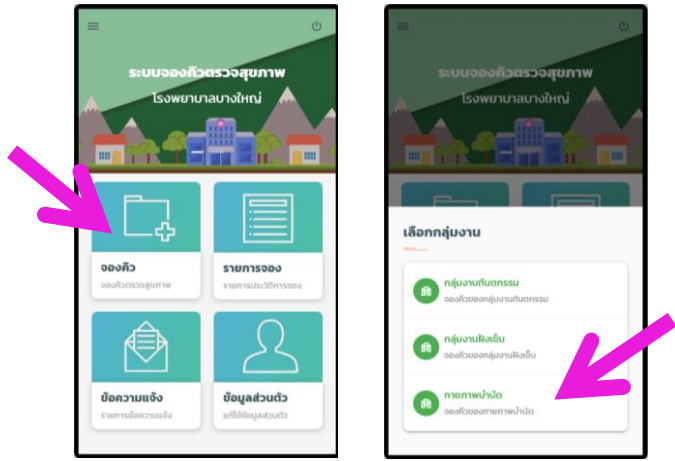 ระบบจองคิวตรวจสุขภาพ
โรงพยาบาลบางใหญ่
จองคิว
จองคิวตรวจสุขภาพ
รายการจอง
รายการประวัติการจอง
ข้อความแจ้ง
รายการข้อความแจ้ง
ข้อมูลส่วนตัว
แก้ไขข้อมูลส่วนตัว
ระบบจองคิวตรวจสุขภาพ
โรงพยาบาลบางใหญ่
เลือกกลุ่มงาน
กลุ่มงานทันตกรรม
จองคิวของกลุ่มงานทันตกรรม
กลุ่มงานฝังเข็ม
จองคิวของกลุ่มงานฝังเข็ม
กายภาพบำบัด
จองคิวของกายภาพบำบัด